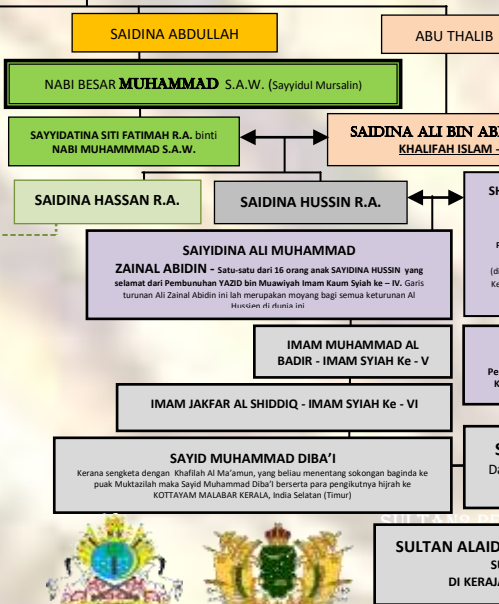 SAIDINA ABDULLAH
ABU THALIB
NABI BESAR MUHAMMAD S.A.W. (Sayyidul Mursalin)
SAYYIDATINA SITI FATIMAH R.A. binti
NABI MUHAMMMAD S.A.W.
SAIDINA ALI BIN AB
KHALIFAH ISLAM -
SAIDINA HASSAN R.A.
SAIDINA HUSSIN R.A.
SH
(di
Ke
SAIYIDINA ALI MUHAMMAD
ZAINAL ABIDIN - Satu-satu dari 16 orang anak SAYIDINA HUSSIN yang
selamat dari Pembunuhan YAZID bin Muawiyah Imam Kaum Syiah ke – IV. Garis
turunan Ali Zainal Abidin ini lah merupakan moyang bagi semua keturunan Al
Hussien di dunia ini
IMAM MUHAMMAD AL
BADIR - IMAM SYIAH Ke - V
Pe
K
IMAM JAKFAR AL SHIDDIQ - IMAM SYIAH Ke - VI
SAYID MUHAMMAD DIBA'I
Kerana sengketa dengan Khafilah Al Ma'amun, yang beliau menentang sokongan baginda ke
puak Muktazilah maka Sayid Muhammad Diba'I berserta para pengikutnya hijrah ke
KOTTAYAM MALABAR KERALA, India Selatan (Timur)
S
Da
SULTAN ALAID
SU
DI KERAJA